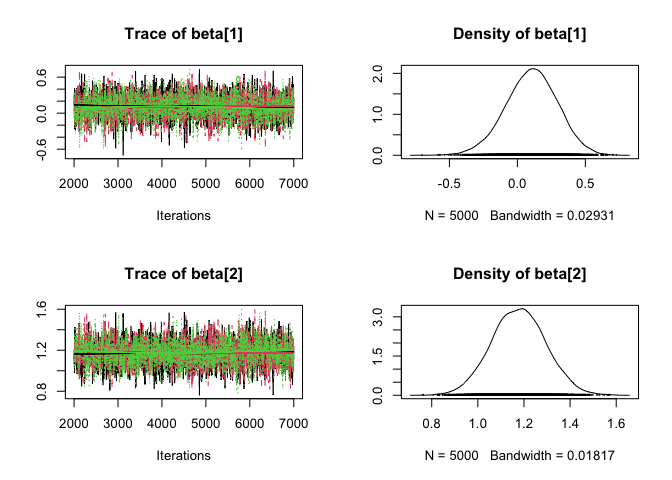 Trace of beta[1]
0.6
0.0
-0.6
2000 3000 4000 5000 6000 7000
Iterations
Density of beta[1]
2.0
1.0
0.0
-0.5 0.0 0.5
N = 5000 Bandwidth = 0.02931
Trace of beta[2]
1.6
1.2
0.8
2000 3000 4000 5000 6000 7000
Iterations
Density of beta[2]
3.0
1.5
0.0
0.8 1.0 1.2 1.4 1.6
N = 5000 Bandwidth = 0.01817